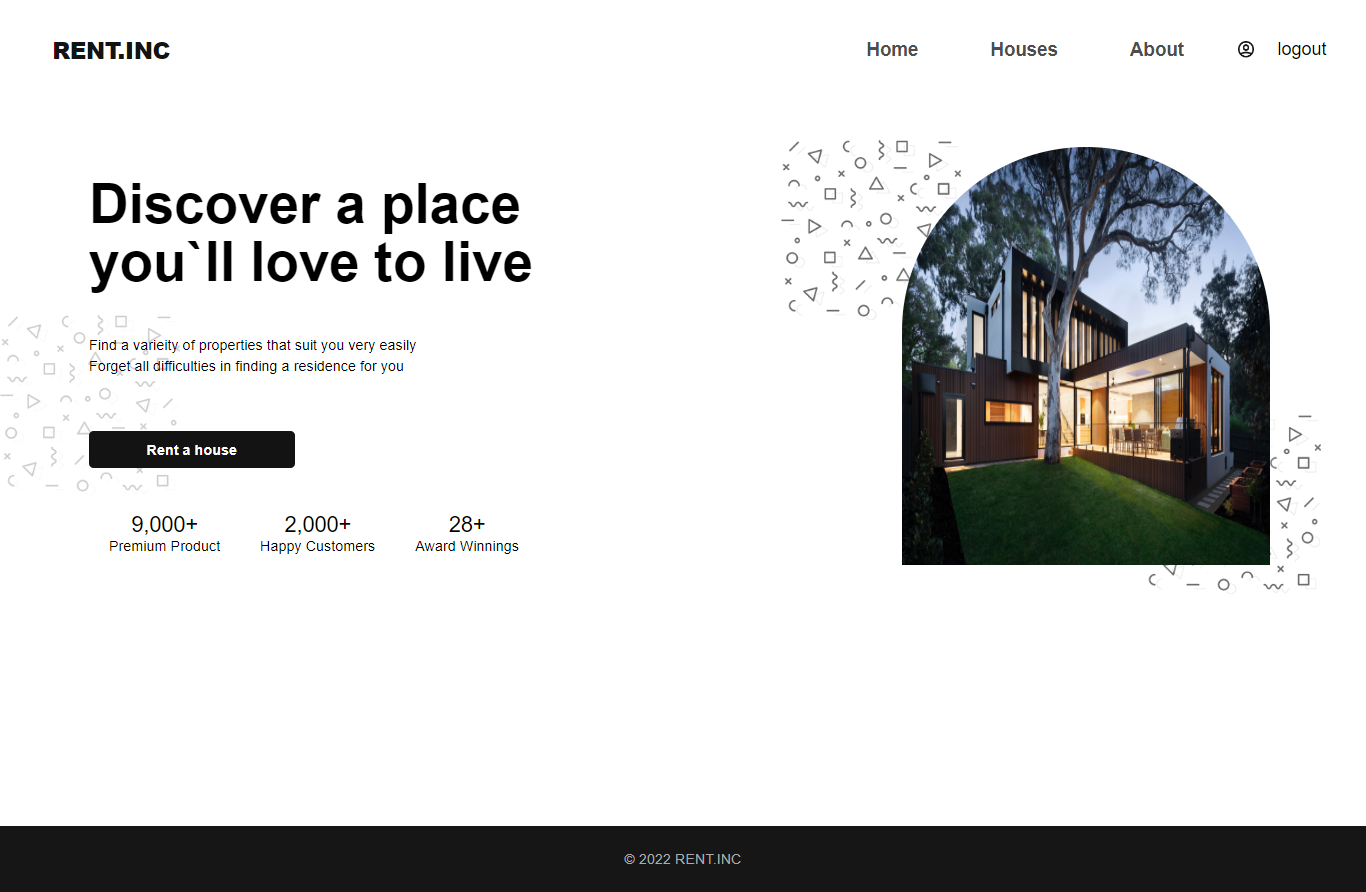 RENT.INC
Home
Houses
About
logout
Discover a place
you`ll love to live
Find a varieity of properties that suit you very easily
Forget all difficulties in finding a residence for you
Rent a house
9,000+
Premium Product
2,000+
Happy Customers
28+
Award Winnings
© 2022 RENT.INC